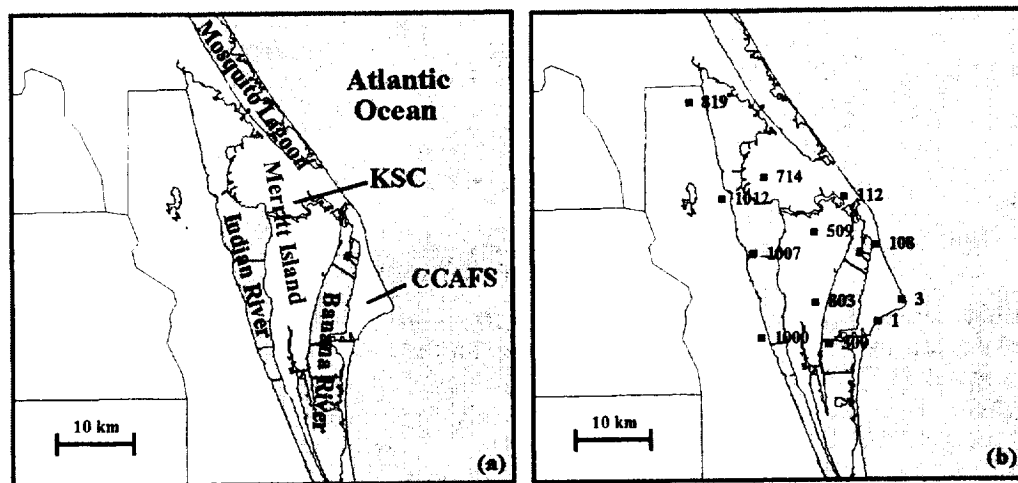 Mosquito Lagoon
Atlantic
Ocean
KSC
Merritt Island
Indian River
CCAFS
Banana River
10 km
(a)
819
714
1012
112
509
108
1007
803
3
1
1000
300
10 km
(b)